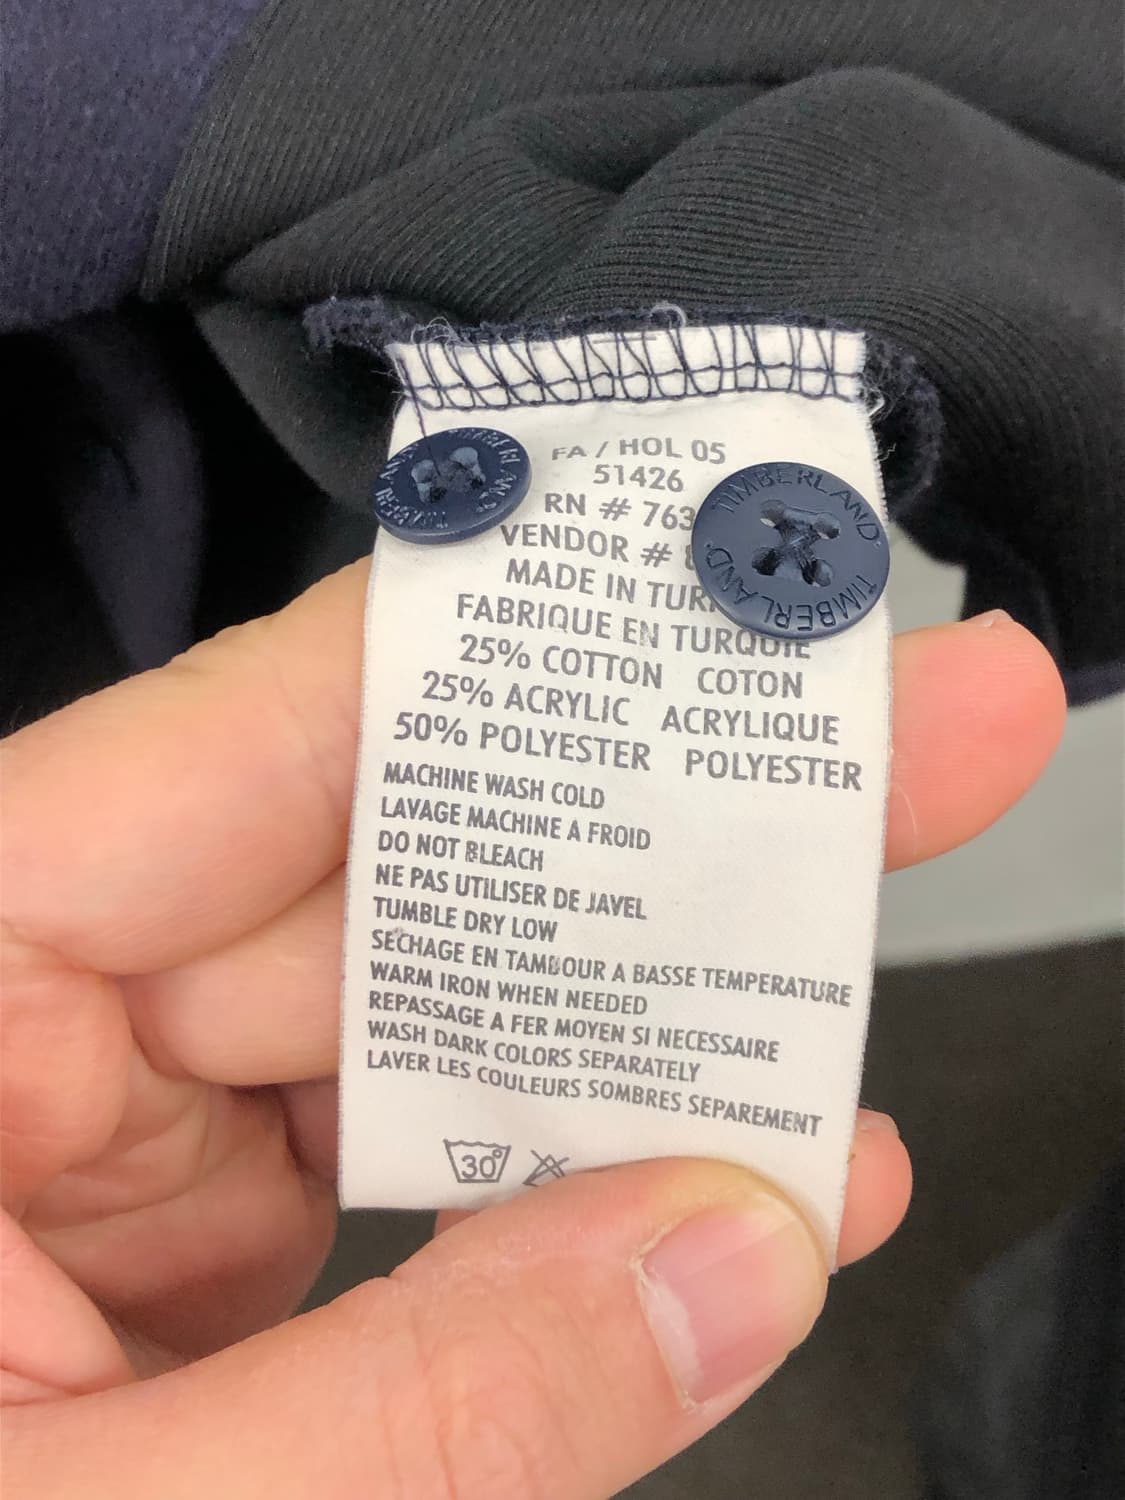 FA / HOL 05
51426
RN # 763
VENDOR #
MADE IN
FABRIQUE EN TURQUIE
25% COTTON COTON
25% ACRYLIC ACRYLIQUE
50% POLYESTER POLYESTER
MACHINE WASH COLD
LAVAGE MACHINE A FROID
DO NOT BLEACH
NE PAS UTILISER DE JAVEL
TUMBLE DRY LOW
SECHAGE EN TAMBOUR A BASSE TEMPERATURE
WARM IRON WHEN NEEDED
REPASSAGE A FER MOYEN SI NECESSAIRE
WASH DARK COLORS SEPARATELY
LAVER LES COULEURS SOMBRES SEPAREMENT
30°
TIMBERLAND
TIMBERLAND
TIMBERLAND.
TIMBERLAND.